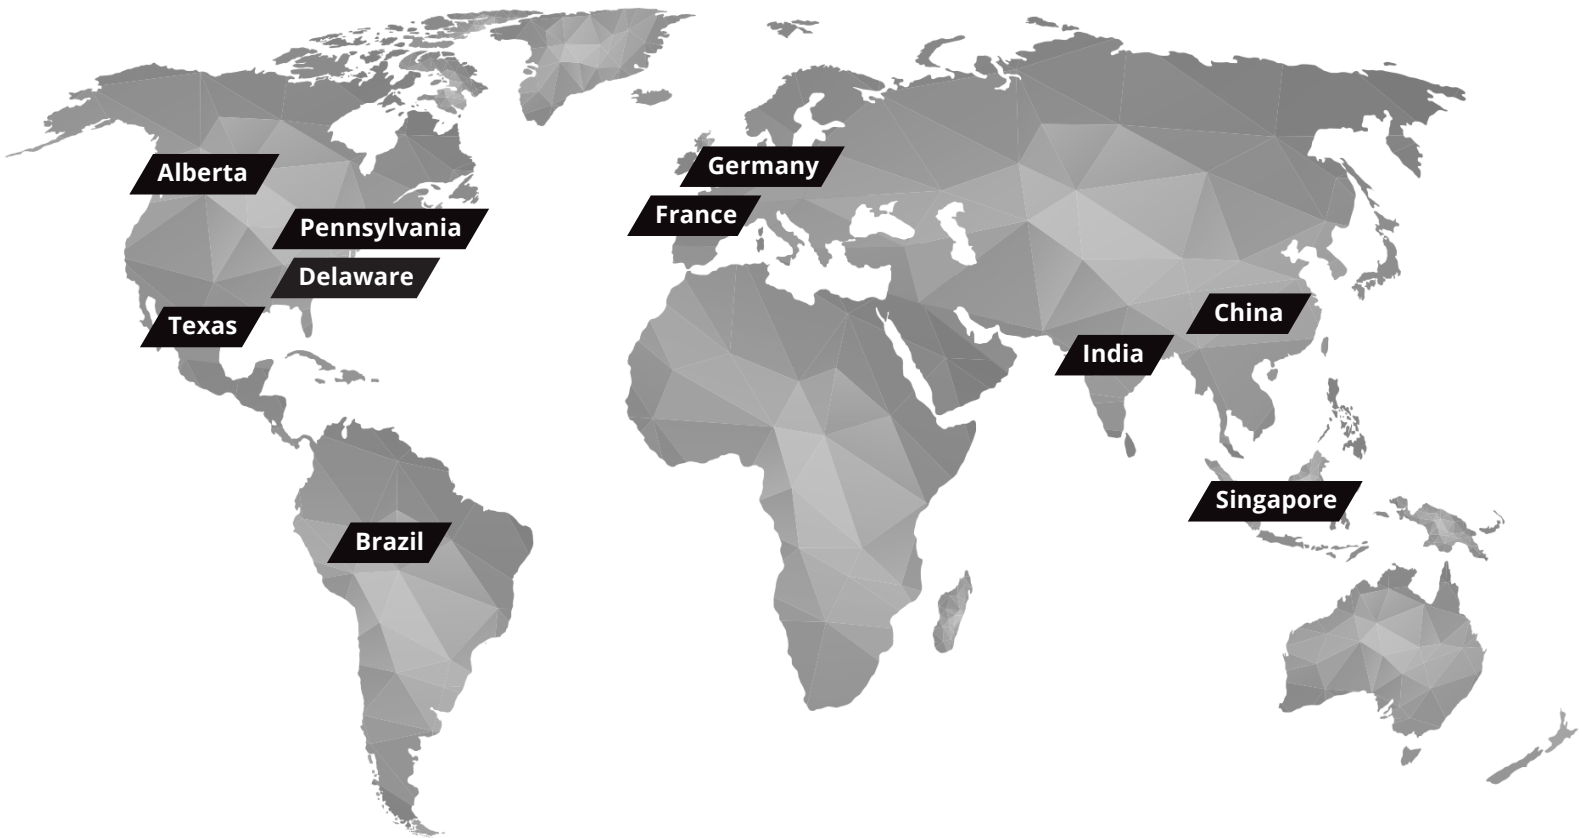 Alberta
Germany
France
Pennsylvania
Delaware
China
Texas
India
Singapore
Brazil